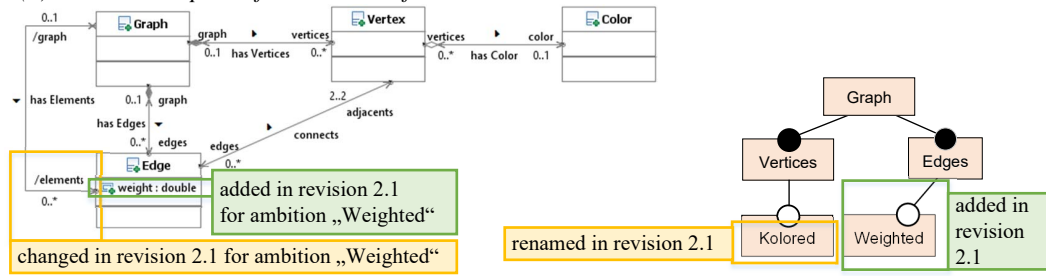 0..1
/graph
Graph
graph
0..1
has Vertices
vertices
0..*
Vertex
vertices
0..*
has Color
color
0..1
Color
has Elements
0..1
graph
has Edges
0..*
edges
2..2
adjacents
connects
edges
0..*
Edge
weight : double
/elements
0..*
added in revision 2.1
for ambition „Weighted“
changed in revision 2.1 for ambition „Weighted“
Graph
Vertices
Edges
Kolored
Weighted
renamed in revision 2.1
added in
revision
2.1